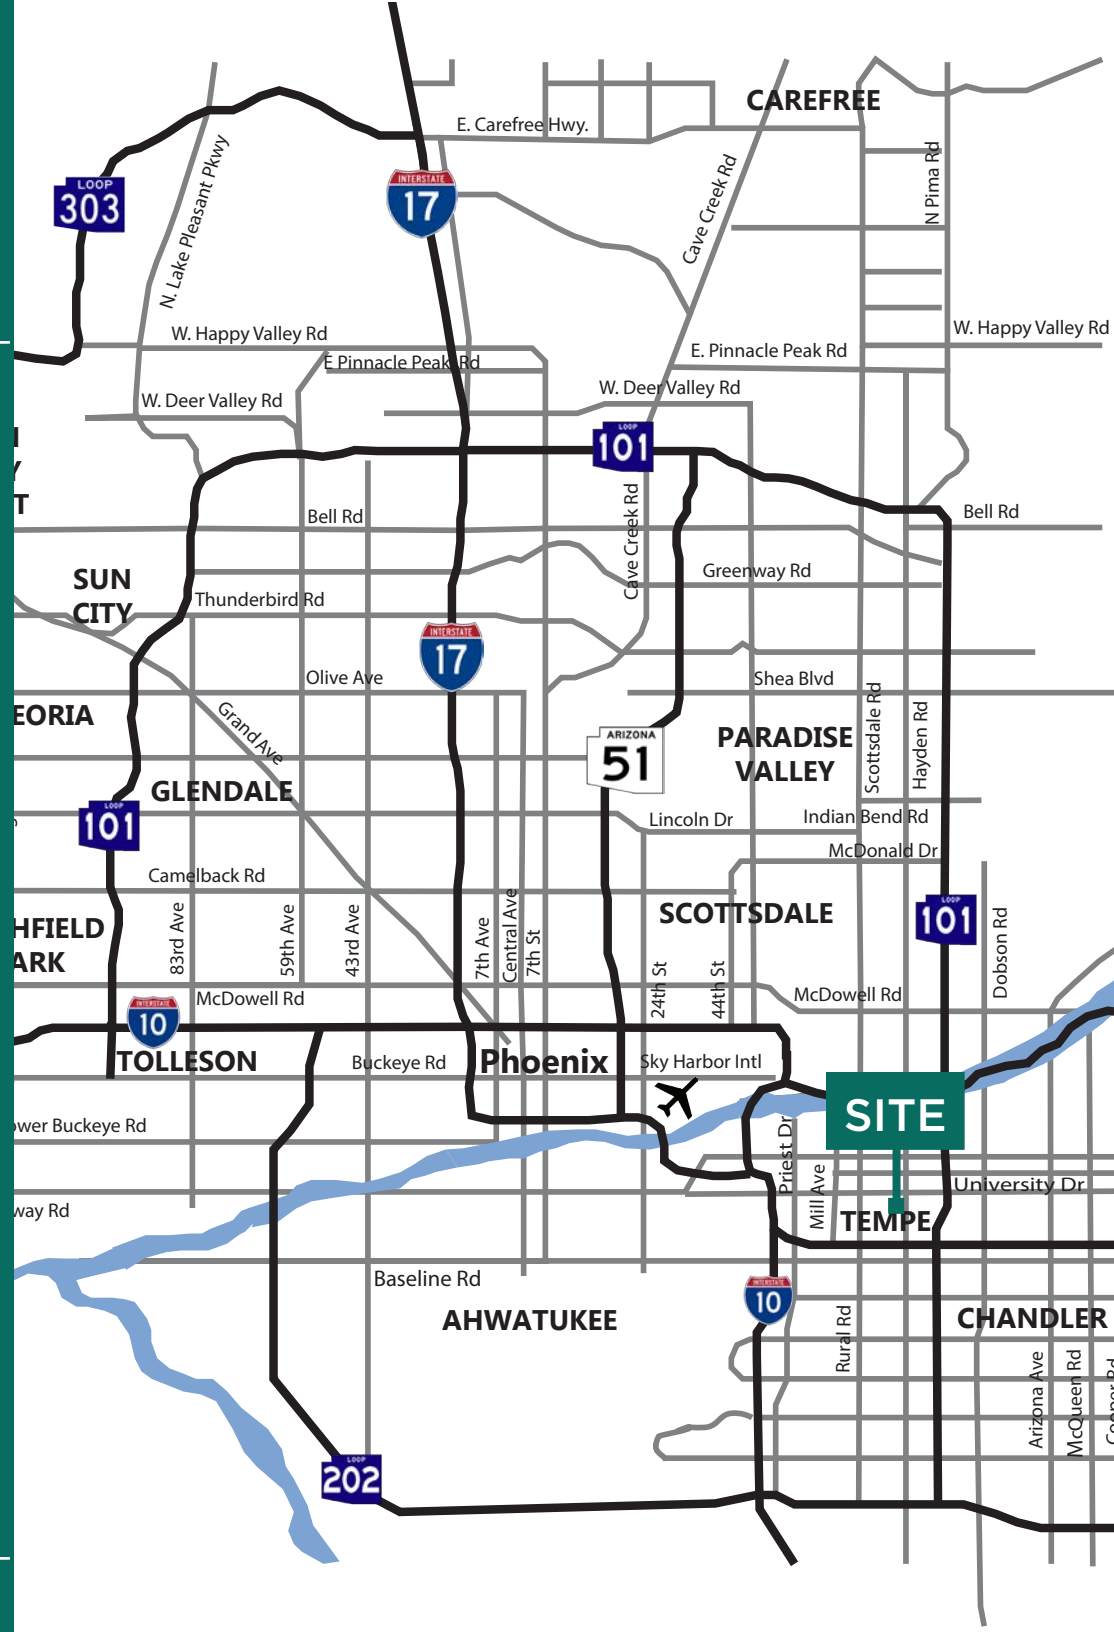 CAREFREE
E. Carefree Hwy.
N. Lake Pleasant Pkwy
Cave Creek Rd
N Pima Rd
LOOP
303
INTERSTATE
17
W. Happy Valley Rd
W. Happy Valley Rd
E. Pinnacle Peak Rd
E Pinnacle Peak Rd
W. Deer Valley Rd
W. Deer Valley Rd
LOOP
101
Y
T
Bell Rd
Bell Rd
Cave Creek Rd
Greenway Rd
SUN
CITY
Thunderbird Rd
INTERSTATE
17
Olive Ave
Shea Blvd
Scottsdale Rd
Hayden Rd
EORIA
Grand Ave
ARIZONA
51
PARADISE
VALLEY
GLENDALE
LOOP
101
Lincoln Dr
Indian Bend Rd
McDonald Dr
Camelback Rd
SCOTTSDALE
LOOP
101
HFIELD
ARK
83rd Ave
59th Ave
43rd Ave
7th Ave
Central Ave
7th St
24th St
44th St
Dobson Rd
McDowell Rd
McDowell Rd
INTERSTATE
10
TOLLESON
Buckeye Rd
Phoenix
Sky Harbor Intl
SITE
ower Buckeye Rd
Priest Dr
Mill Ave
University Dr
way Rd
TEMPE
Baseline Rd
INTERSTATE
10
AHWATUKEE
CHANDLER
Rural Rd
Arizona Ave
McQueen Rd
Cooper Rd
LOOP
202